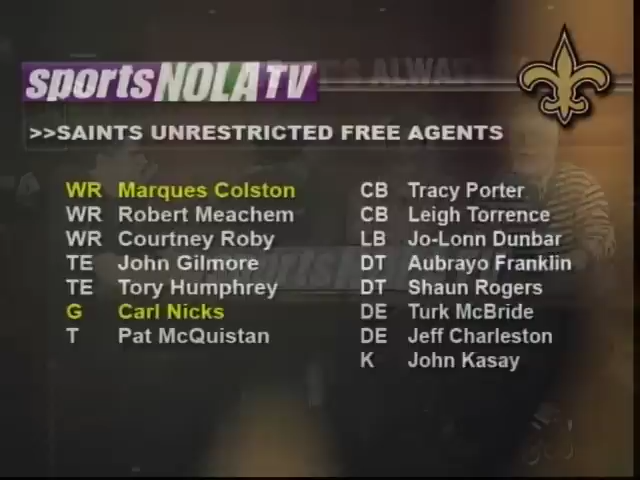 sportsNOLATV
>>SAINTS UNRESTRICTED FREE AGENTS
WR Marques Colston
WR Robert Meachem
WR Courtney Roby
TE John Gilmore
TE Tory Humphrey
G Carl Nicks
T Pat McQuistan
CB Tracy Porter
CB Leigh Torrence
LB Jo-Lonn Dunbar
DT Aubrayo Franklin
DT Shaun Rogers
DE Turk McBride
DE Jeff Charleston
K John Kasay